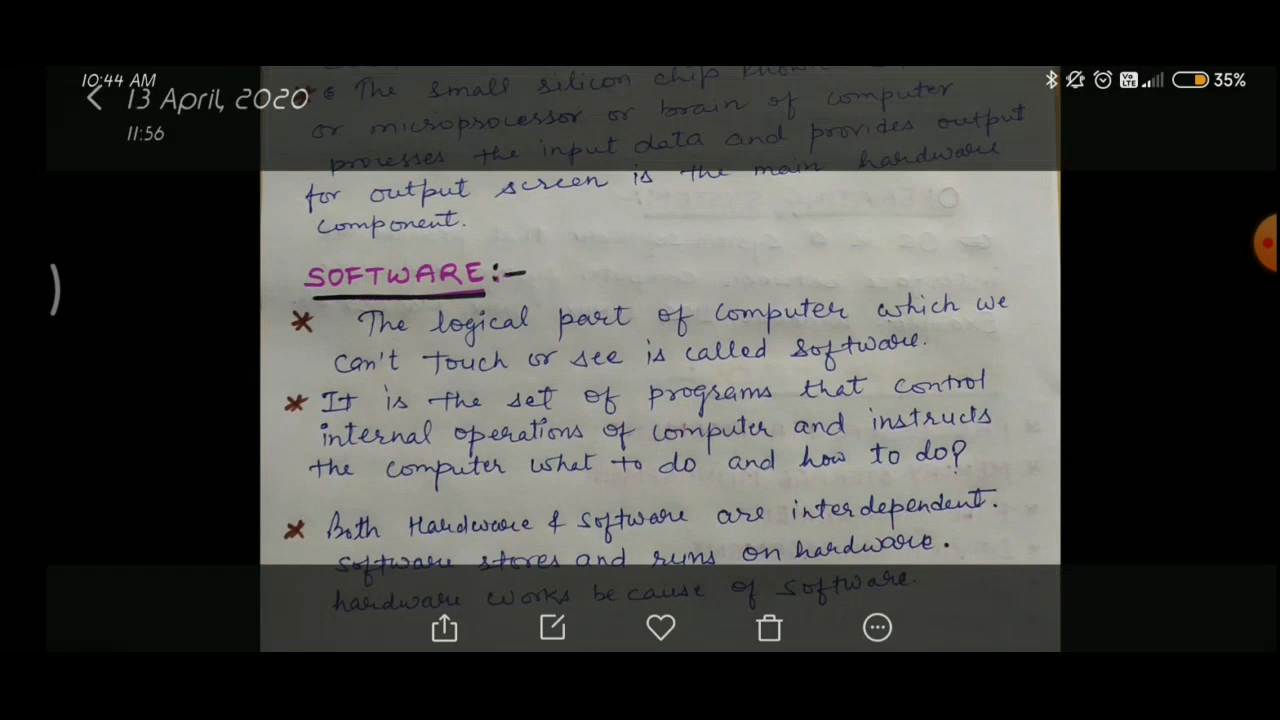 10:44 AM
35%
13 April, 2020
11:56
The small silicon chip known
or microprocessor or brain of computer
processes the input data and provides output
for output screen is the main hardware
component.
SOFTWARE :-
* The logical part of computer which we
can't touch or see is called software.
* It is the set of programs that control
internal operations of computer and instructs
the computer what to do and how to do?
* Both Hardware & software are interdependent.
software stores and runs on hardware.
hardware works because of software.